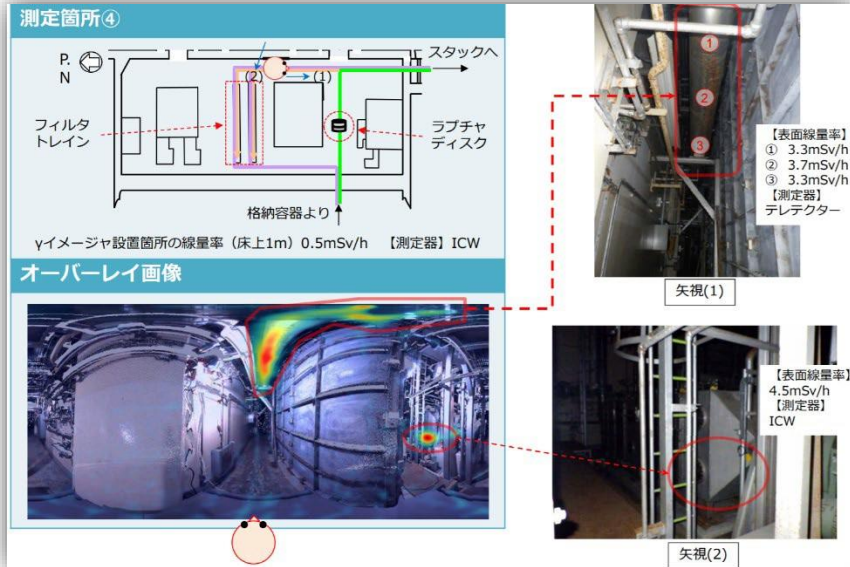 測定箇所④
P.
N
(2)
(1)
スタックへ
フィルタ
トレイン
ラプチャ
ディスク
格納容器より
γイメージャ設置箇所の線量率（床上1m）0.5mSv/h 【測定器】ICW
オーバーレイ画像
①
②
③
【表面線量率】
① 3.3mSv/h
② 3.7mSv/h
③ 3.3mSv/h
【測定器】
テレテクター
矢視(1)
【表面線量率】
4.5mSv/h
【測定器】
ICW
矢視(2)